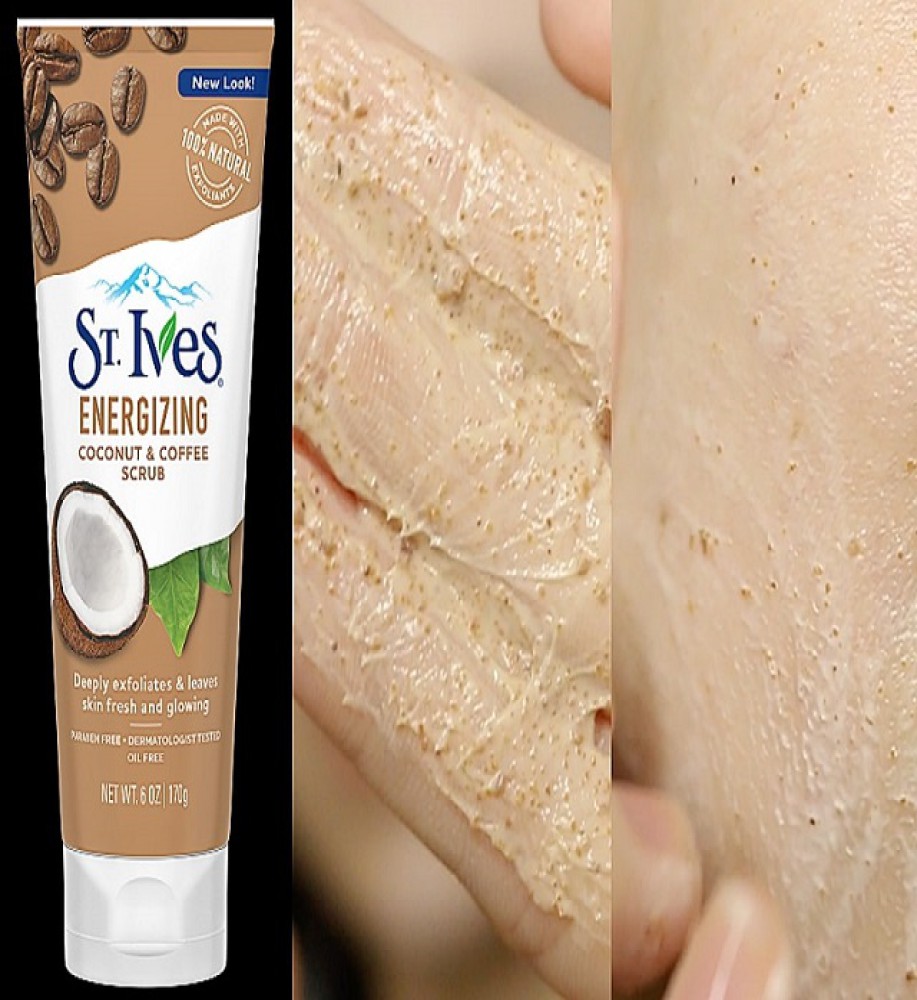 New Look!
MADE WITH
100% NATURAL
EXFOLIANTS
ST. Ives®
ENERGIZING
COCONUT & COFFEE
SCRUB
Deeply exfoliates & leaves
skin fresh and glowing
PARABEN FREE • DERMATOLOGIST TESTED
OIL FREE
NET WT. 6 OZ | 170g